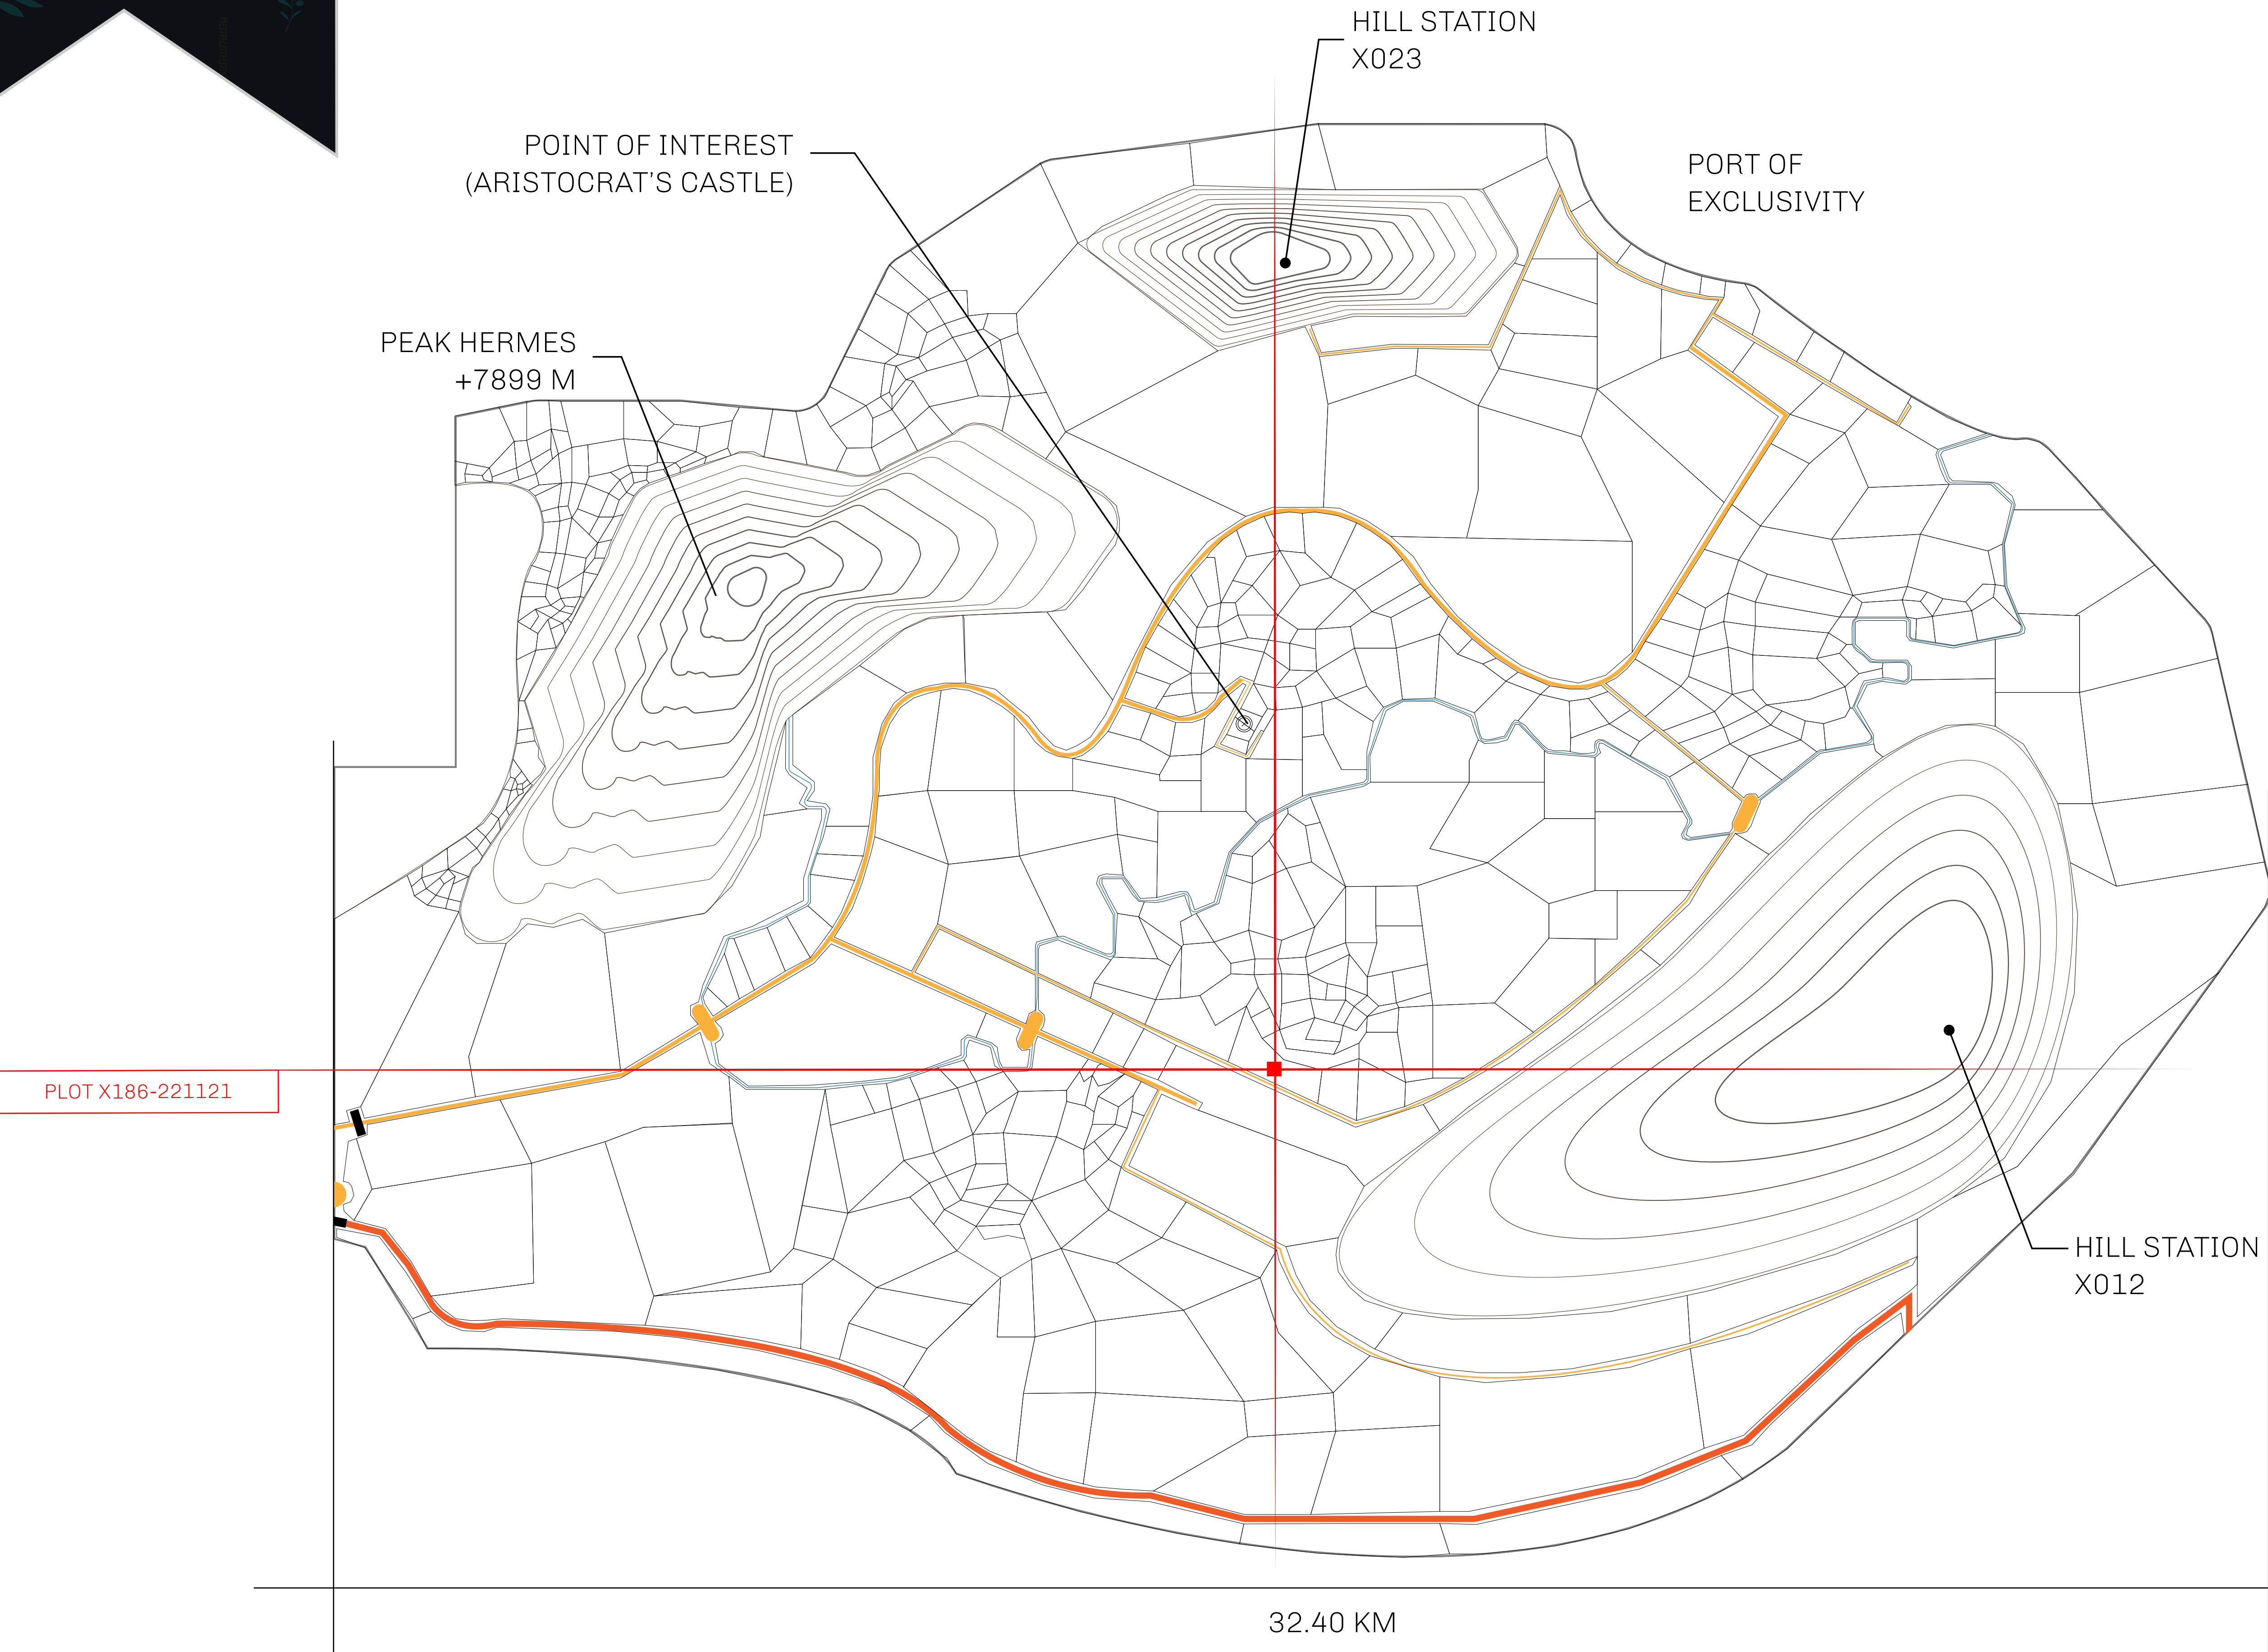 HILL STATION
X023
POINT OF INTEREST
(ARISTOCRAT'S CASTLE)
PORT OF
EXCLUSIVITY
PEAK HERMES
+7899 M
PLOT X186-221121
HILL STATION
X012
32.40 KM